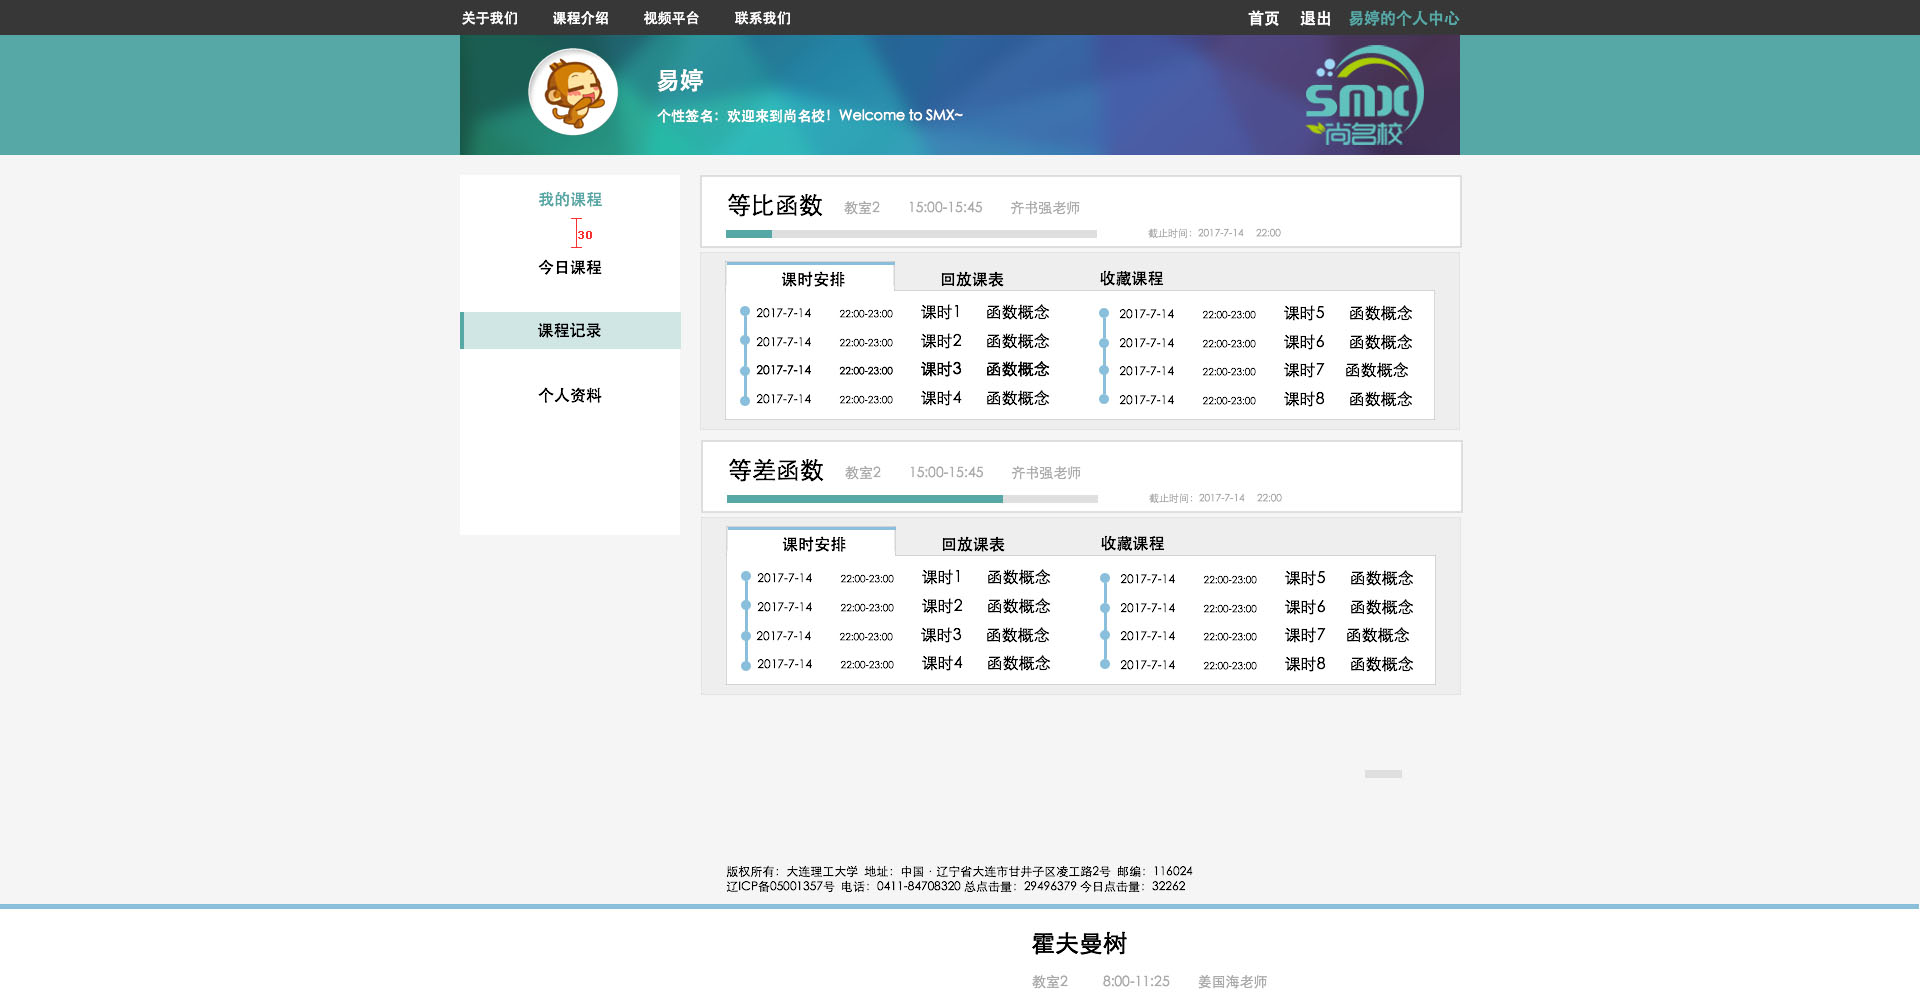 关于我们 课程介绍 视频平台 联系我们 首页 退出 易婷的个人中心
易婷
个性签名：欢迎来到尚名校！Welcome to SMX~
SMX
尚名校
我的课程
30
今日课程
课程记录
个人资料
等比函数 教室2 15:00-15:45 齐书强老师
截止时间：2017-7-14 22:00
课时安排 回放课表 收藏课程
2017-7-14 22:00-23:00 课时1 函数概念 2017-7-14 22:00-23:00 课时5 函数概念
2017-7-14 22:00-23:00 课时2 函数概念 2017-7-14 22:00-23:00 课时6 函数概念
2017-7-14 22:00-23:00 课时3 函数概念 2017-7-14 22:00-23:00 课时7 函数概念
2017-7-14 22:00-23:00 课时4 函数概念 2017-7-14 22:00-23:00 课时8 函数概念
等差函数 教室2 15:00-15:45 齐书强老师
截止时间：2017-7-14 22:00
课时安排 回放课表 收藏课程
2017-7-14 22:00-23:00 课时1 函数概念 2017-7-14 22:00-23:00 课时5 函数概念
2017-7-14 22:00-23:00 课时2 函数概念 2017-7-14 22:00-23:00 课时6 函数概念
2017-7-14 22:00-23:00 课时3 函数概念 2017-7-14 22:00-23:00 课时7 函数概念
2017-7-14 22:00-23:00 课时4 函数概念 2017-7-14 22:00-23:00 课时8 函数概念
版权所有：大连理工大学 地址：中国·辽宁省大连市甘井子区凌工路2号 邮编：116024
辽ICP备05001357号 电话：0411-84708320 总点击量：29496379 今日点击量：32262
霍夫曼树
教室2 8:00-11:25 姜国海老师